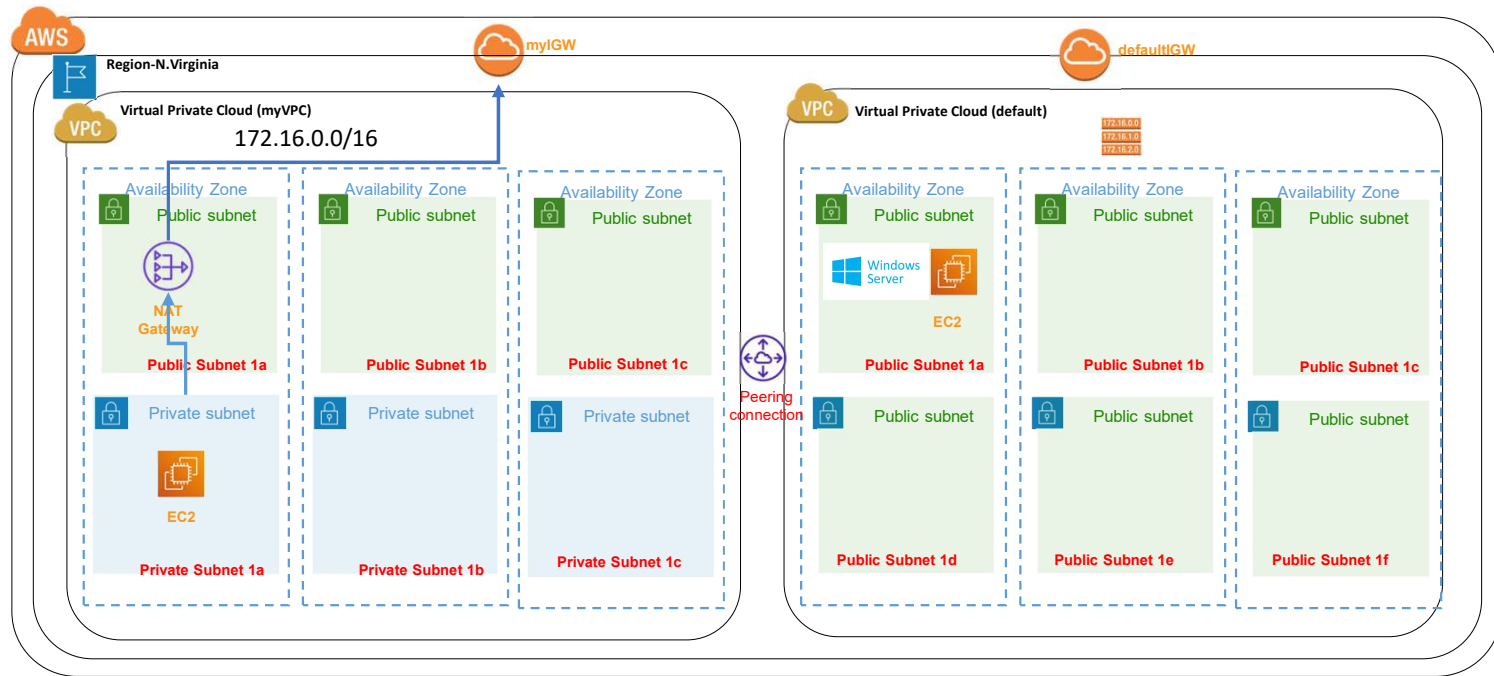 AWS
myIGW
defaultIGW
Region-N.Virginia
VPC
Virtual Private Cloud (myVPC)
172.16.0.0/16
Availability Zone
Public subnet
NAT
Gateway
Public Subnet 1a
Private subnet
EC2
Private Subnet 1a
Availability Zone
Public subnet
Public Subnet 1b
Private subnet
Private Subnet 1b
Availability Zone
Public subnet
Public Subnet 1c
Private subnet
Private Subnet 1c
Peering
connection
VPC
Virtual Private Cloud (default)
172.16.0.0
172.16.1.0
172.16.2.0
Availability Zone
Public subnet
Windows
Server
EC2
Public Subnet 1a
Public subnet
Public Subnet 1d
Availability Zone
Public subnet
Public Subnet 1b
Public subnet
Public Subnet 1e
Availability Zone
Public subnet
Public Subnet 1c
Public subnet
Public Subnet 1f